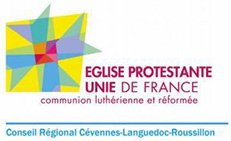 EGLISE PROTESTANTE
UNIE DE FRANCE
communion luthérienne et réformée
Conseil Régional Cévennes-Languedoc-Roussillon